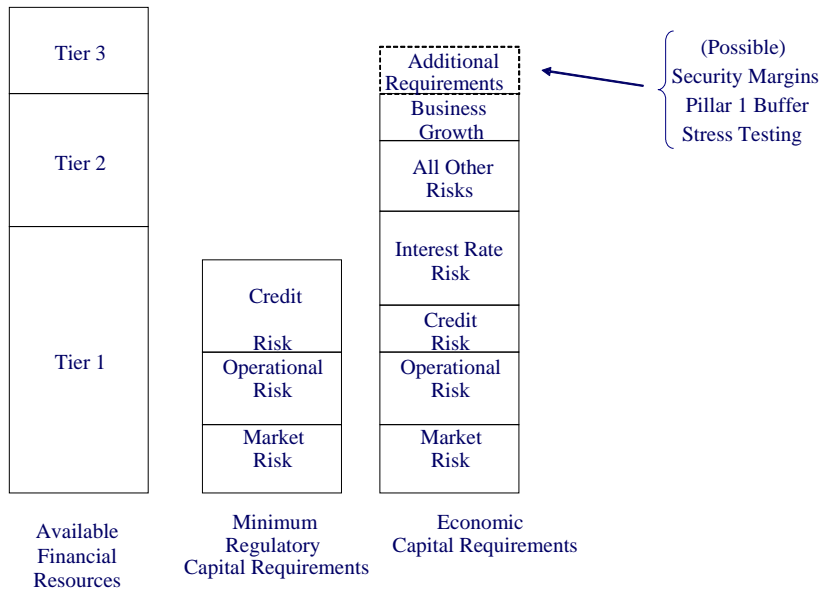 Tier 3
Tier 2
Tier 1
Available
Financial
Resources
Credit
Risk
Operational
Risk
Market
Risk
Minimum
Regulatory
Capital Requirements
Additional
Requirements
Business
Growth
All Other
Risks
Interest Rate
Risk
Credit
Risk
Operational
Risk
Market
Risk
Economic
Capital Requirements
(Possible)
Security Margins
Pillar 1 Buffer
Stress Testing